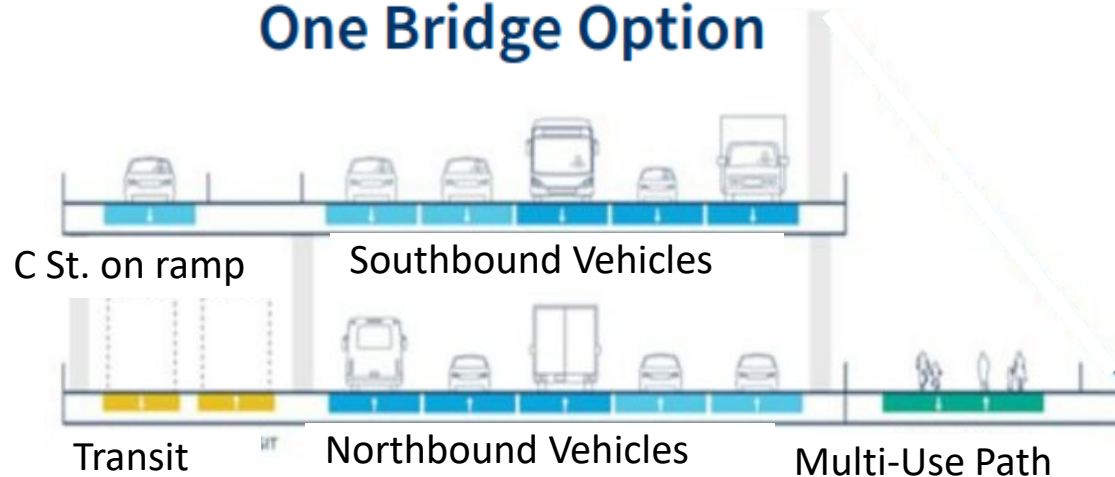 One Bridge Option
C St. on ramp
Southbound Vehicles
Transit
Northbound Vehicles
Multi-Use Path